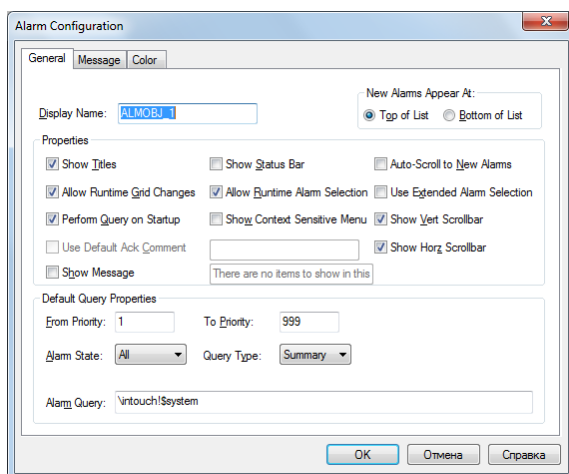 Alarm Configuration
General Message Color
New Alarms Appear At:
Display Name: ALMOBJ_1 Top of List Bottom of List
Properties
Show Titles Show Status Bar Auto-Scroll to New Alarms
Allow Runtime Grid Changes Allow Runtime Alarm Selection Use Extended Alarm Selection
Perform Query on Startup Show Context Sensitive Menu Show Vert Scrollbar
Use Default Ack Comment Show Horz Scrollbar
Show Message There are no items to show in this
Default Query Properties
From Priority: 1 To Priority: 999
Alarm State: All Query Type: Summary
Alarm Query: \intouch!$system
OK Отмена Справка